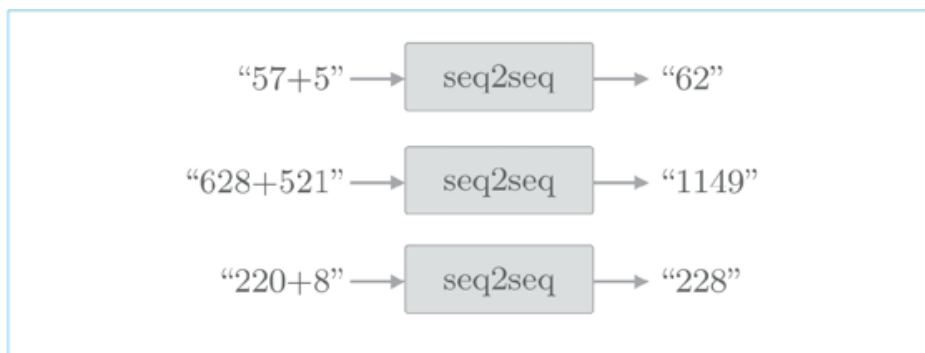 “57+5” seq2seq “62”
“628+521” seq2seq “1149”
“220+8” seq2seq “228”